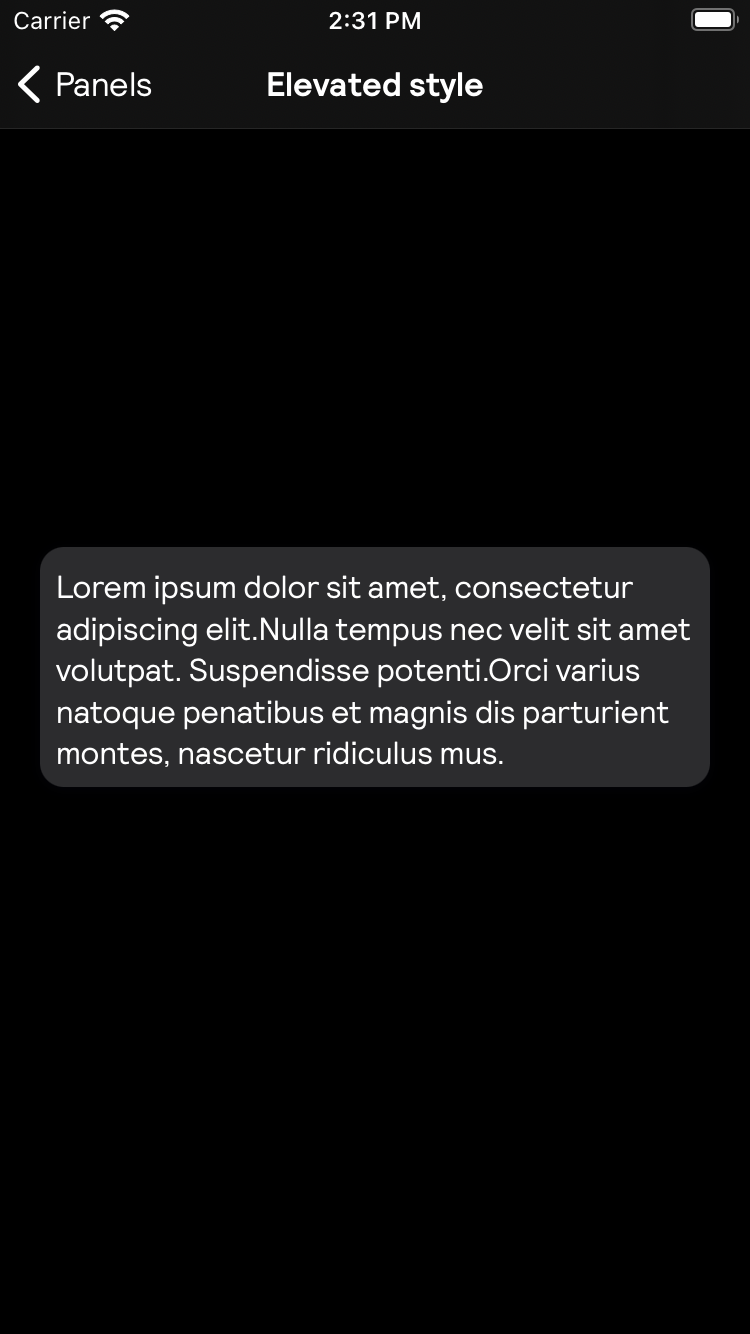 Carrier 2:31 PM
Panels Elevated style
Lorem ipsum dolor sit amet, consectetur
adipiscing elit.Nulla tempus nec velit sit amet
volutpat. Suspendisse potenti.Orci varius
natoque penatibus et magnis dis parturient
montes, nascetur ridiculus mus.